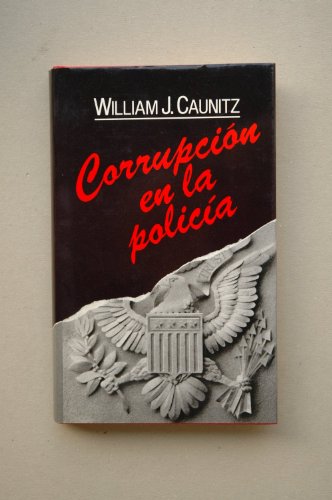 WILLIAM J. CAUNITZ
Corrupción
en la
policía